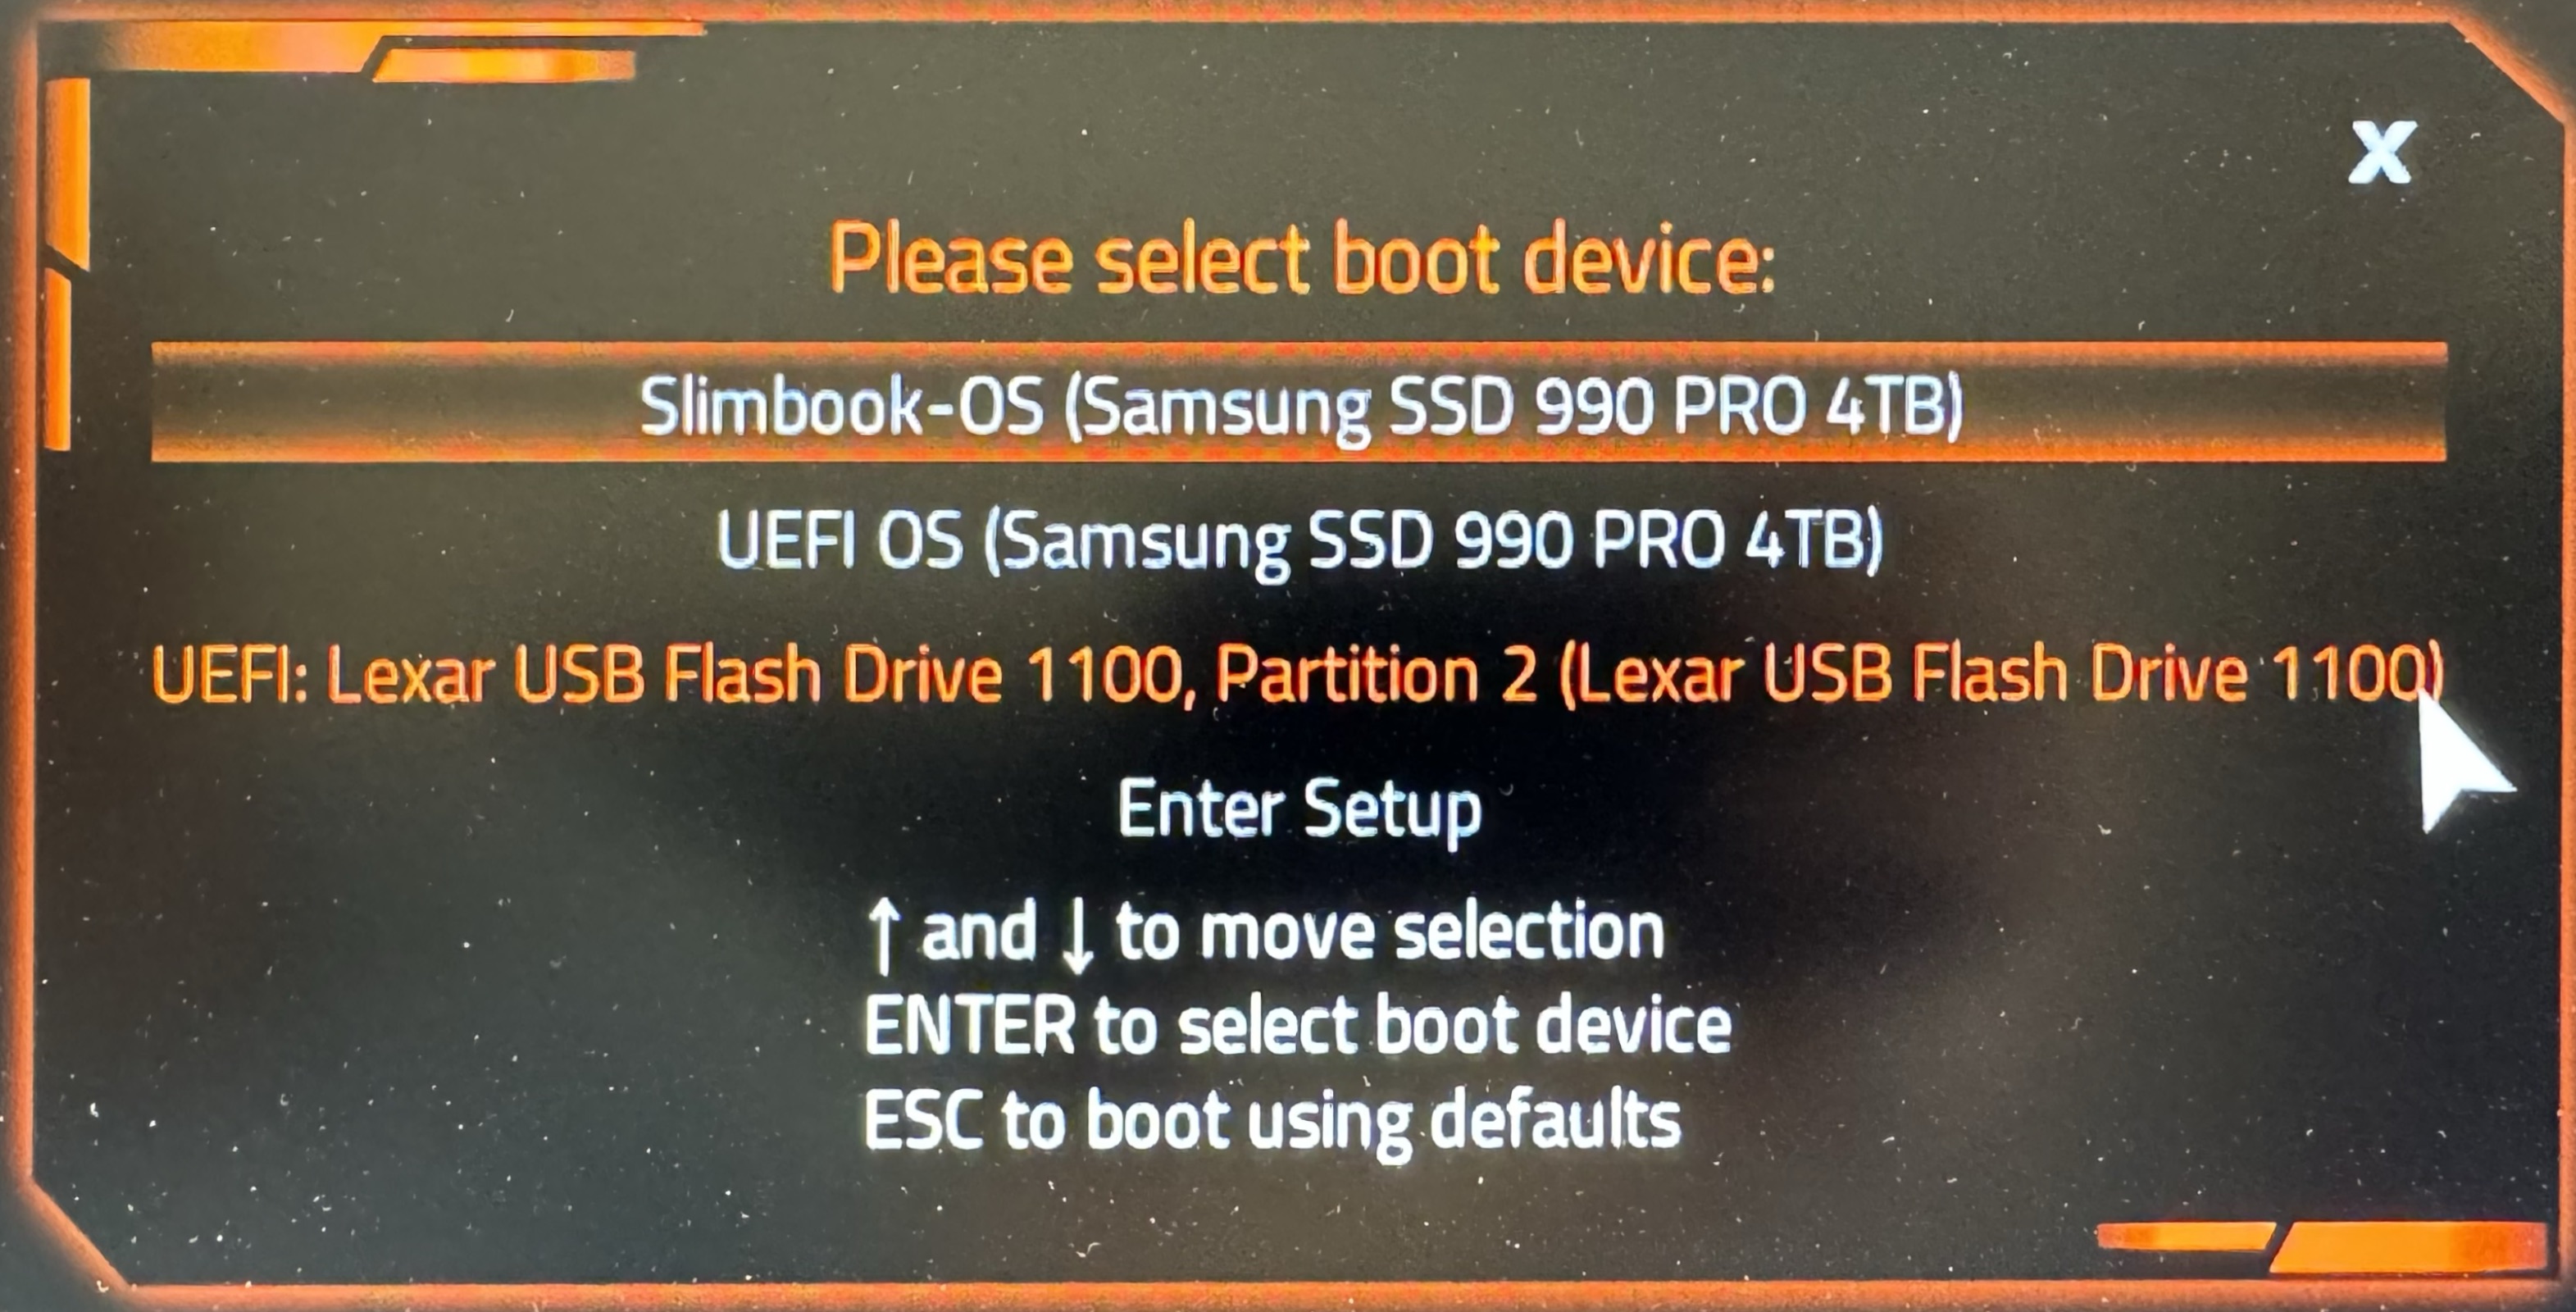 X
Please select boot device:
Slimbook-OS (Samsung SSD 990 PRO 4TB)
UEFI OS (Samsung SSD 990 PRO 4TB)
UEFI: Lexar USB Flash Drive 1100, Partition 2 (Lexar USB Flash Drive 1100)
Enter Setup
↑ and ↓ to move selection
ENTER to select boot device
ESC to boot using defaults